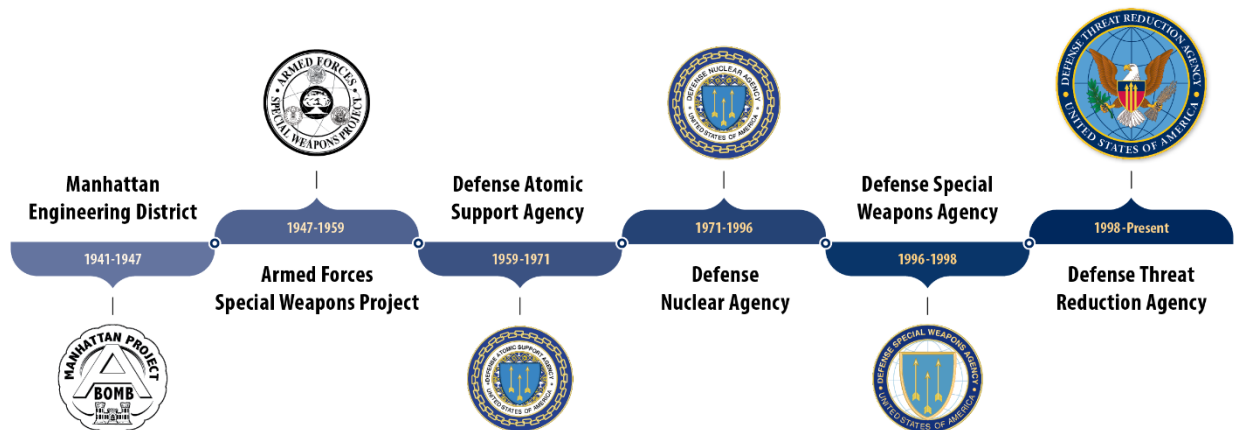 ARMED FORCES
SPECIAL WEAPONS PROJECT
DEFENSE NUCLEAR AGENCY
UNITED STATES OF AMERICA
DEFENSE THREAT REDUCTION AGENCY
UNITED STATES OF AMERICA
Manhattan
Engineering District
Defense Atomic
Support Agency
Defense Special
Weapons Agency
1947-1959
1971-1996
1998-Present
1941-1947
1959-1971
1996-1998
Armed Forces
Special Weapons Project
Defense
Nuclear Agency
Defense Threat
Reduction Agency
MANHATTAN PROJECT
A
BOMB
DEFENSE ATOMIC SUPPORT AGENCY
UNITED STATES OF AMERICA
DEFENSE SPECIAL WEAPONS AGENCY
UNITED STATES OF AMERICA